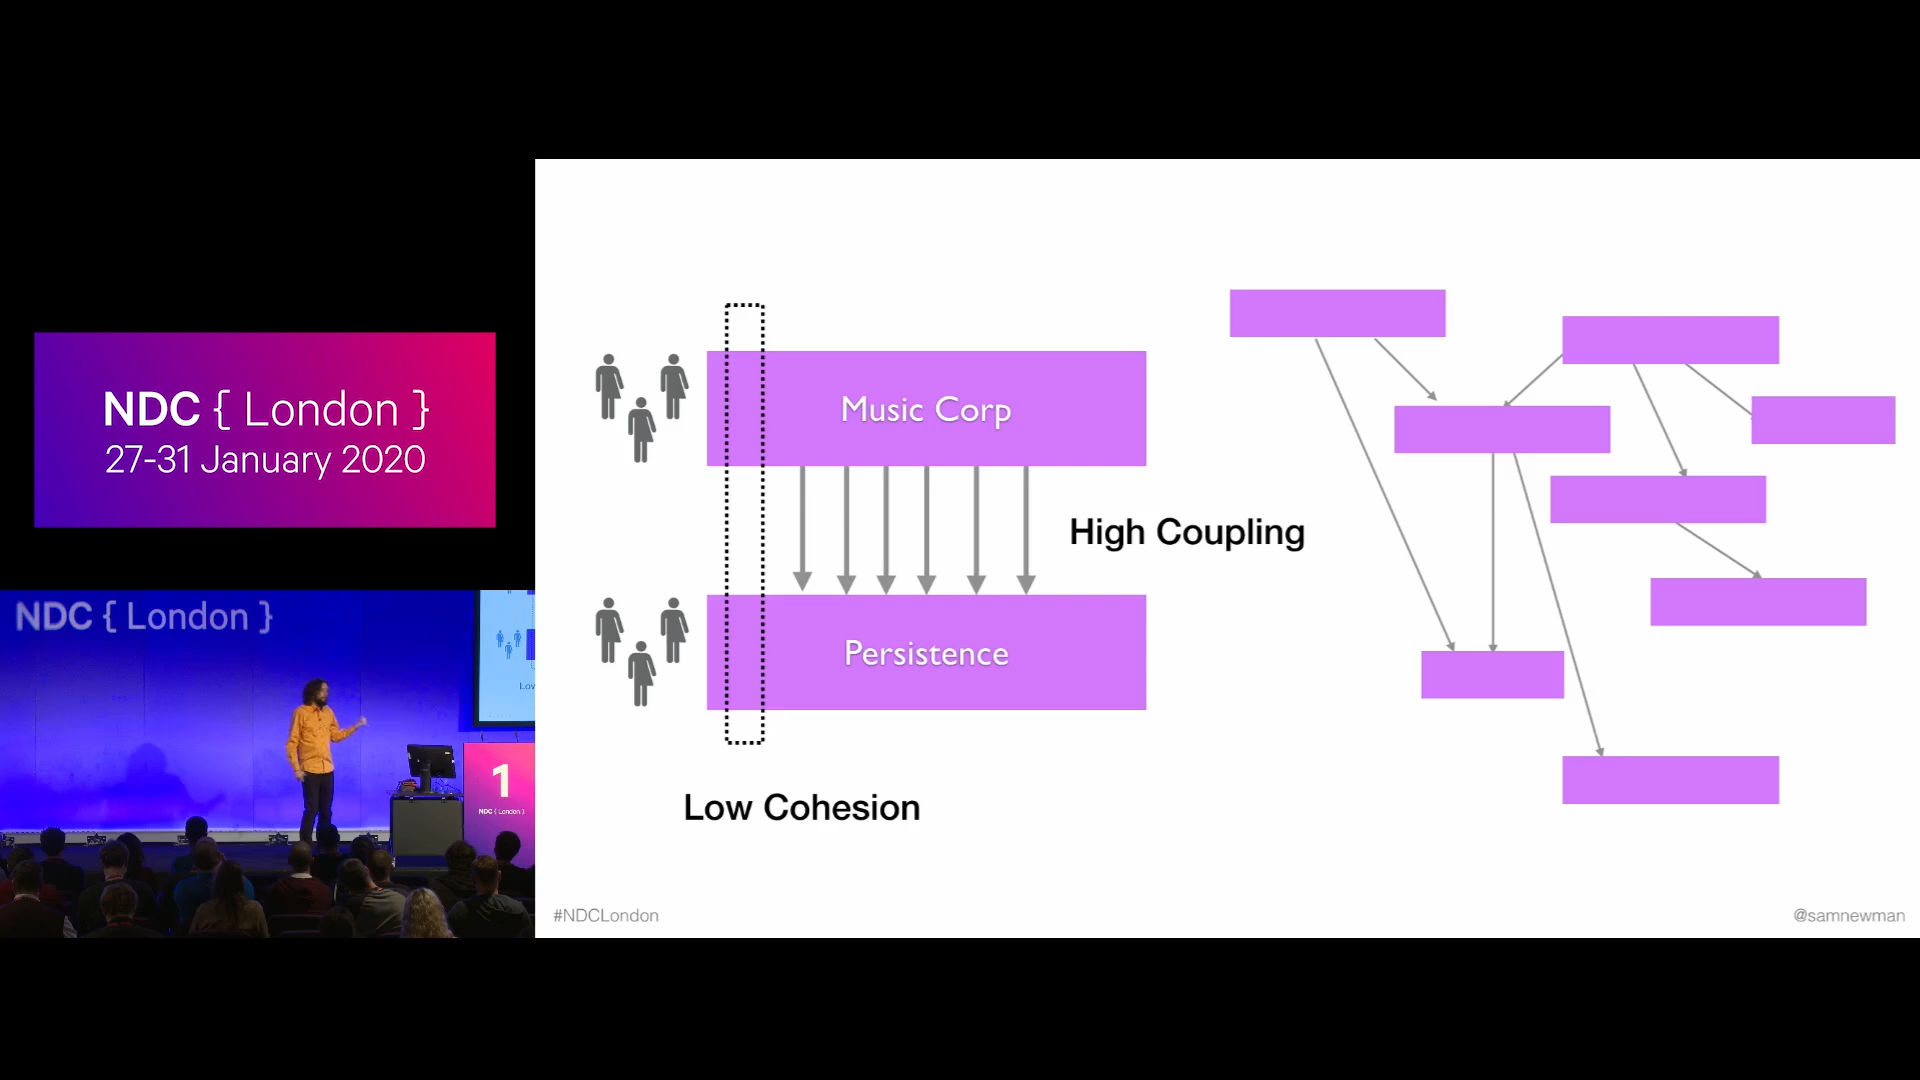 NDC { London }
27-31 January 2020
NDC { London }
Low
1
NDC { London }
Music Corp
High Coupling
Persistence
Low Cohesion
#NDCLondon
@samnewman